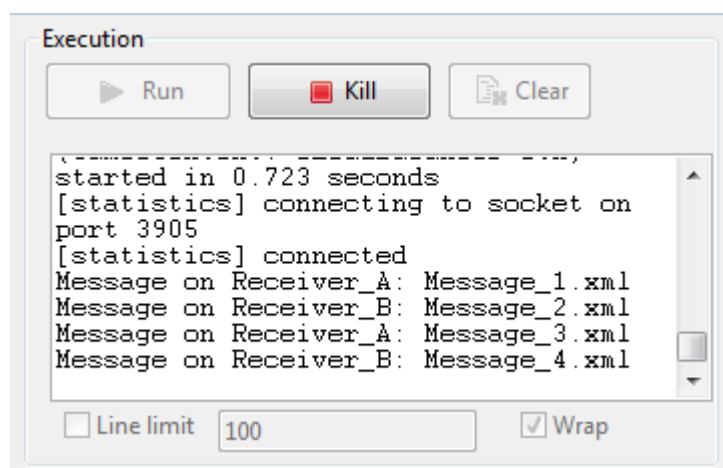 Execution
Run Kill Clear
started in 0.723 seconds
[statistics] connecting to socket on
port 3905
[statistics] connected
Message on Receiver_A: Message_1.xml
Message on Receiver_B: Message_2.xml
Message on Receiver_A: Message_3.xml
Message on Receiver_B: Message_4.xml
Line limit 100 Wrap